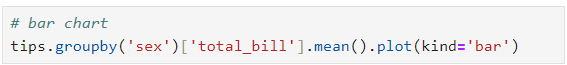 # bar chart
tips.groupby('sex')['total_bill'].mean().plot(kind='bar')